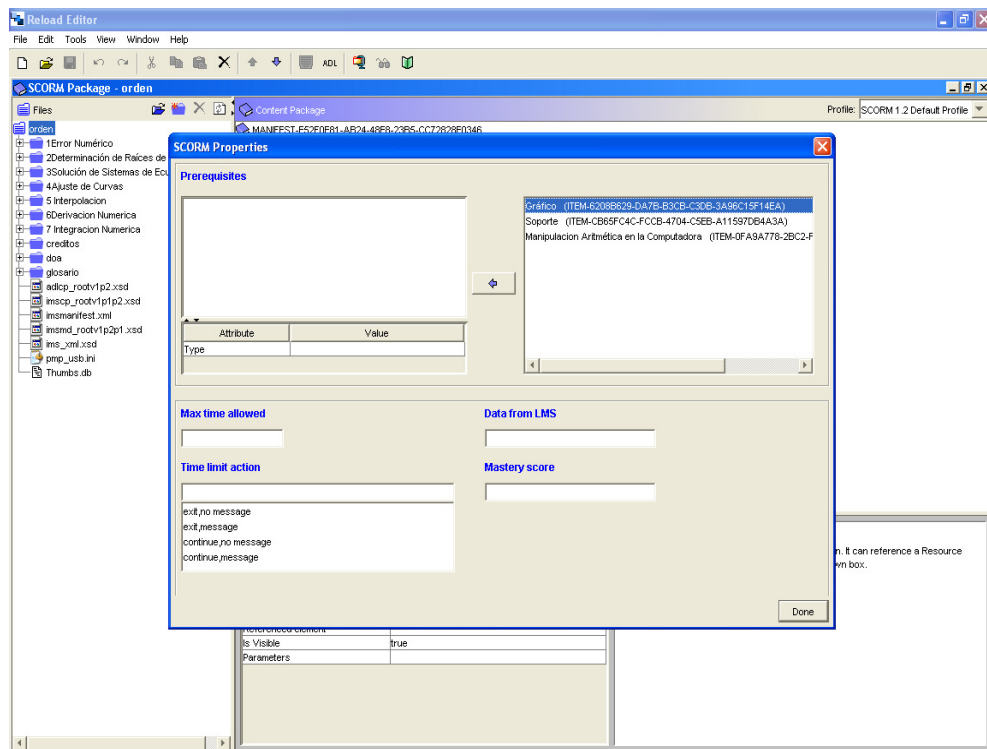 Reload Editor
File Edit Tools View Window Help
ADL
SCORM Package - orden
Files
Content Package
Profile: SCORM 1.2 Default Profile
orden
MANIFEST-F52F0F81-AB24-48F8-23B5-CC72828F0346
1Error Numérico
2Determinación de Raíces de
3Solución de Sistemas de Ecu
4Ajuste de Curvas
5 Interpolacion
6Derivacion Numerica
7 Integracion Numerica
creditos
doa
glosario
adlcp_rootv1p2.xsd
imscp_rootv1p1p2.xsd
imsmanifest.xml
imsmd_rootv1p2p1.xsd
ims_xml.xsd
pmp_usb.ini
Thumbs.db
SCORM Properties
Prerequisites
Gráfico (ITEM-6208B629-DA7B-B3CB-C3DB-3A96C15F14EA)
Soporte (ITEM-CB65FC4C-FCCB-4704-C5EB-A11597DB4A3A)
Manipulacion Aritmética en la Computadora (ITEM-0FA9A778-2BC2-F
Attribute Value
Type
Max time allowed
Data from LMS
Time limit action
Mastery score
exit,no message
exit,message
continue,no message
continue,message
Done
n. It can reference a Resource
wn box.
Referenced element
Is Visible true
Parameters